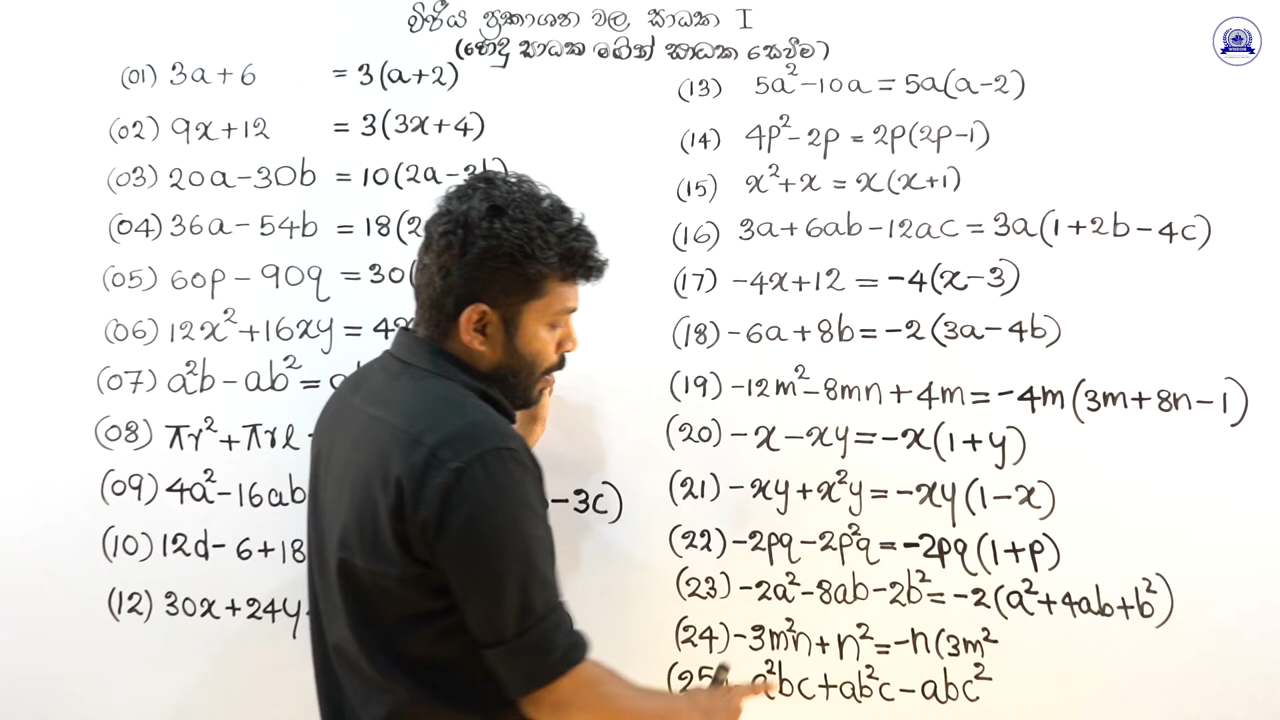 විජීය ප්‍රකාශන වල සාධක I
(පොදු සාධක මගින් සාධක සෙවීම)
(01) 3a + 6 = 3(a+2)
(02) 9x + 12 = 3(3x+4)
(03) 20a - 30b = 10(2a - 3b)
(04) 36a - 54b = 18(2
(05) 60p - 90q = 30(
(06) 12x² + 16xy = 4x
(07) a²b - ab² =
(08) πr² + πrl
(09) 4a² - 16ab - 3c)
(10) 12d - 6 + 18
(12) 30x + 24y
(13) 5a² - 10a = 5a(a-2)
(14) 4p² - 2p = 2p(2p-1)
(15) x² + x = x(x+1)
(16) 3a + 6ab - 12ac = 3a(1+2b-4c)
(17) -4x + 12 = -4(x-3)
(18) -6a + 8b = -2(3a-4b)
(19) -12m² - 8mn + 4m = -4m(3m+8n-1)
(20) -x - xy = -x(1+y)
(21) -xy + x²y = -xy(1-x)
(22) -2pq - 2p²q = -2pq(1+p)
(23) -2a² - 8ab - 2b² = -2(a²+4ab+b²)
(24) -3m²n + n² = -n(3m²
(25) a²bc + ab²c - abc²